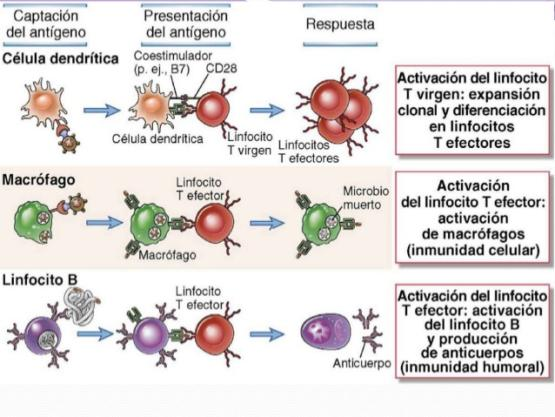 Captación
del antígeno
Presentación
del antígeno
Respuesta
Célula dendrítica
Coestimulador
(p. ej., B7)
CD28
Célula dendrítica
Linfocito
T virgen
Linfocitos
T efectores
Activación del linfocito
T virgen: expansión
clonal y diferenciación
en linfocitos
T efectores
Macrófago
Linfocito
T efector
Macrófago
Microbio
muerto
Activación
del linfocito T efector:
activación
de macrófagos
(inmunidad celular)
Linfocito B
Linfocito
T efector
Anticuerpo
Activación del linfocito
T efector: activación
del linfocito B
y producción
de anticuerpos
(inmunidad humoral)